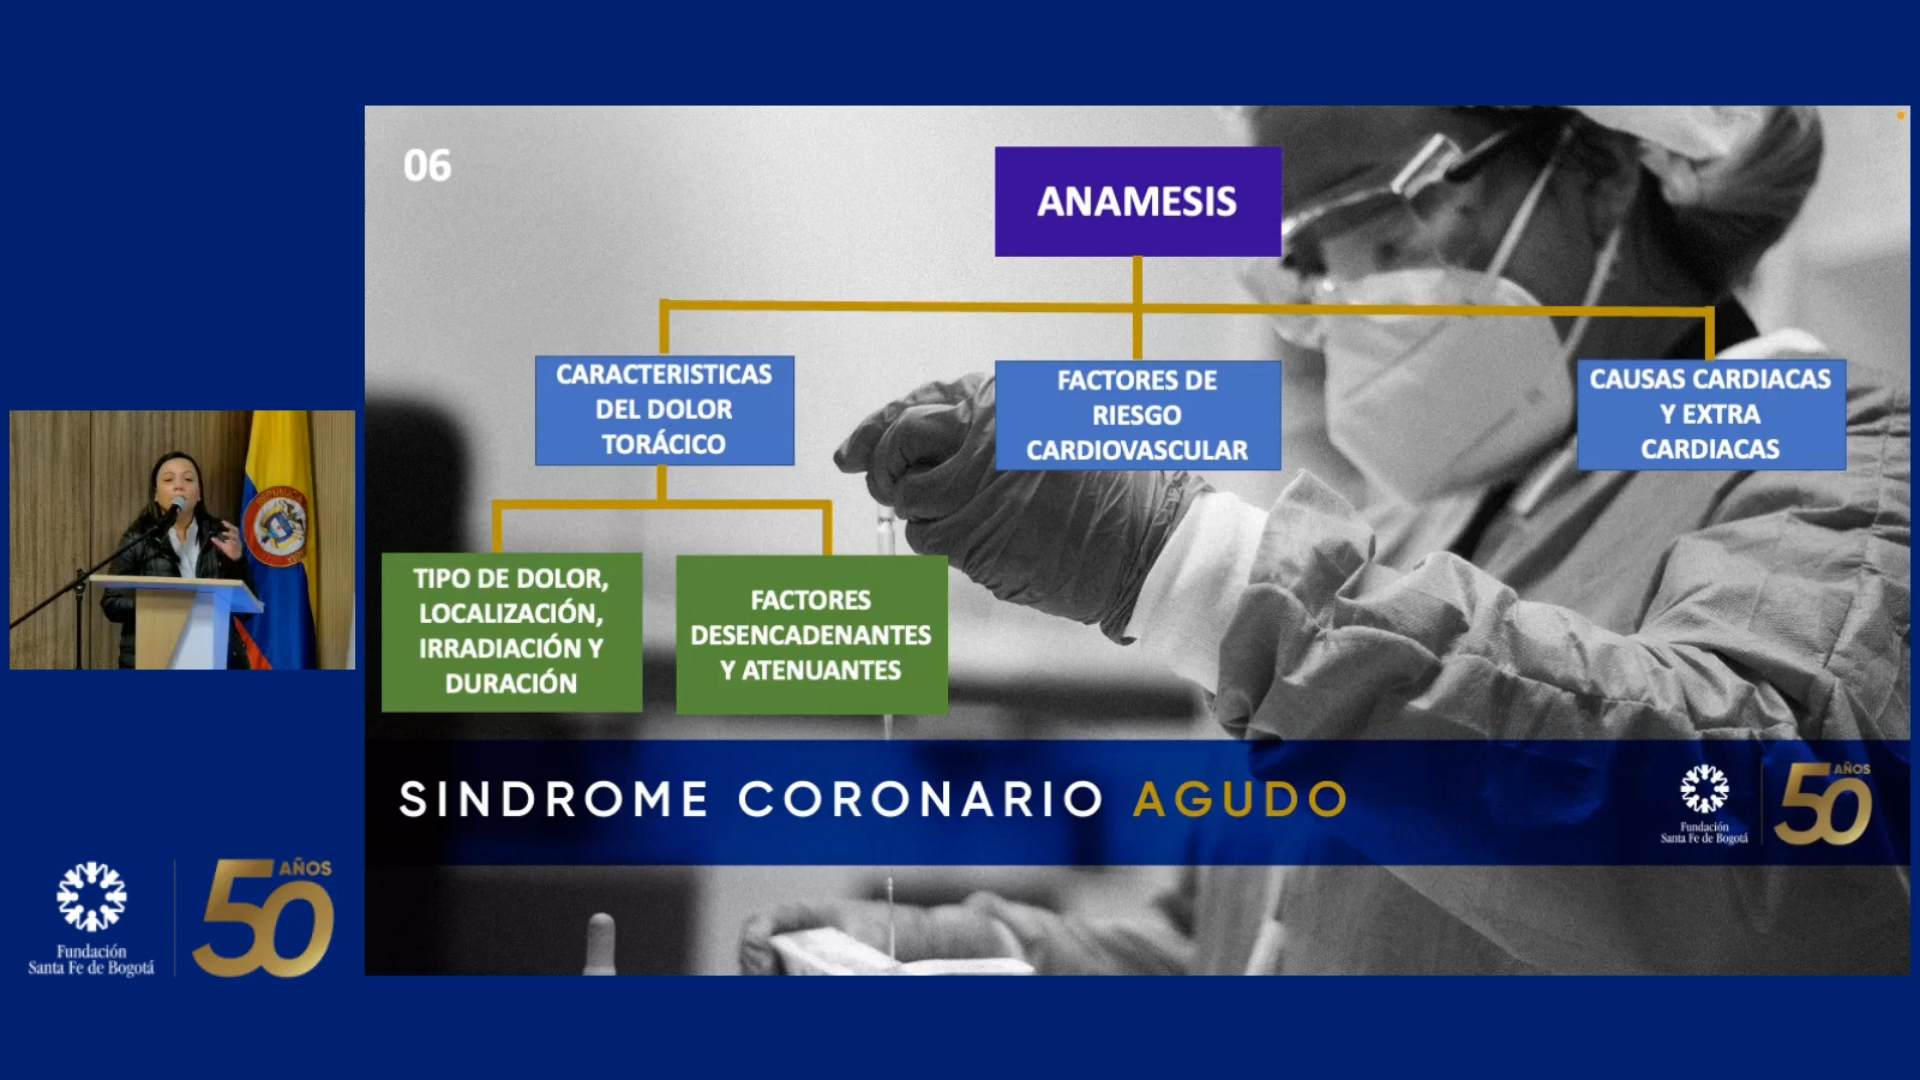 06
ANAMESIS
CARACTERISTICAS
DEL DOLOR
TORÁCICO
FACTORES DE
RIESGO
CARDIOVASCULAR
CAUSAS CARDIACAS
Y EXTRA
CARDIACAS
TIPO DE DOLOR,
LOCALIZACIÓN,
IRRADIACIÓN Y
DURACIÓN
FACTORES
DESENCADENANTES
Y ATENUANTES
SINDROME CORONARIO AGUDO
Fundación
Santa Fe de Bogotá
50 AÑOS
Fundación
Santa Fe de Bogotá
50 AÑOS